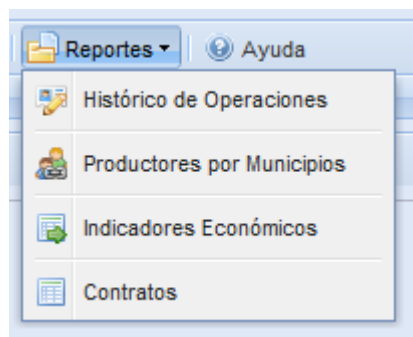 Reportes Ayuda
Histórico de Operaciones
Productores por Municipios
Indicadores Económicos
Contratos